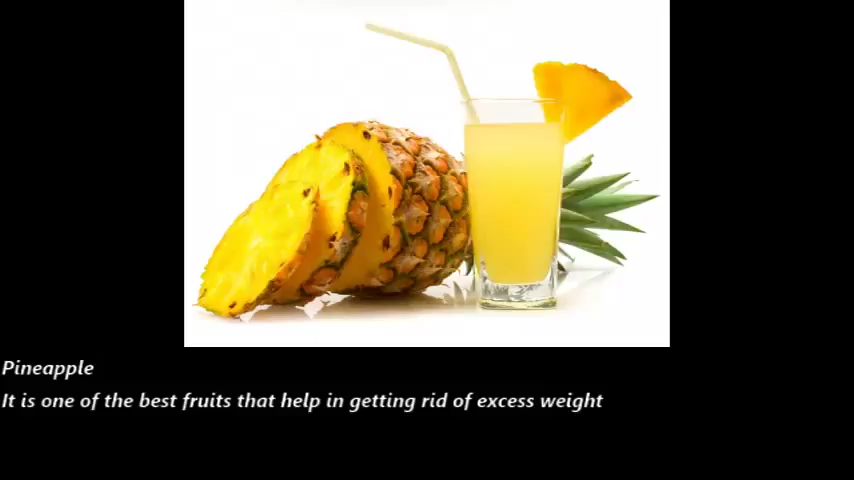 Pineapple
It is one of the best fruits that help in getting rid of excess weight